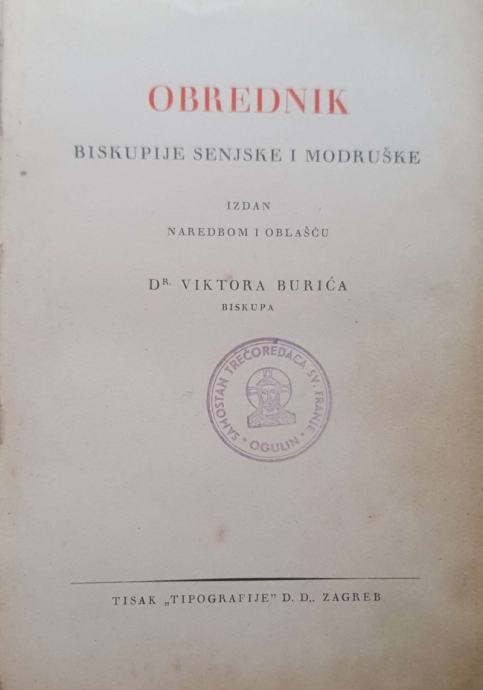 OBREDNIK
BISKUPIJE SENJSKE I MODRUŠKE
IZDAN
NAREDBOM I OBLAŠĆU
DR. VIKTORA BURIĆA
BISKUPA
SAMOSTAN TREĆOREDACA SV. FRANJE
• OGULIN •
TISAK „TIPOGRAFIJE” D. D., ZAGREB